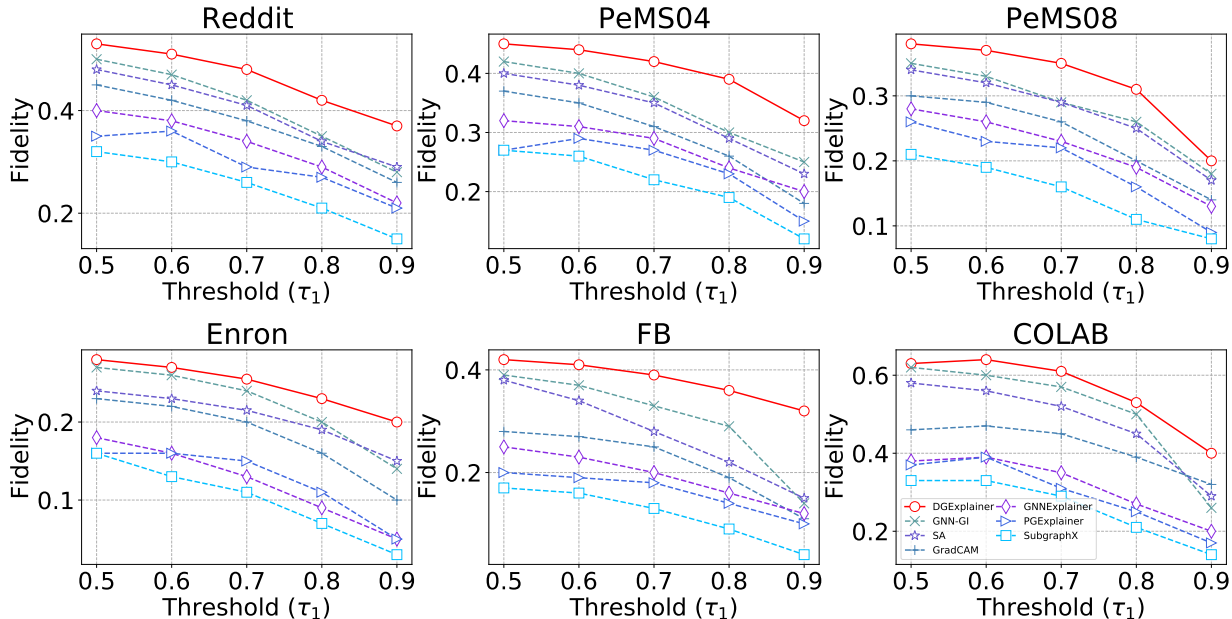 Reddit
Fidelity
0.4
0.2
0.5 0.6 0.7 0.8 0.9
Threshold (τ1)
PeMS04
Fidelity
0.4
0.3
0.2
0.5 0.6 0.7 0.8 0.9
Threshold (τ1)
PeMS08
Fidelity
0.3
0.2
0.1
0.5 0.6 0.7 0.8 0.9
Threshold (τ1)
Enron
Fidelity
0.2
0.1
0.5 0.6 0.7 0.8 0.9
Threshold (τ1)
FB
Fidelity
0.4
0.2
0.5 0.6 0.7 0.8 0.9
Threshold (τ1)
COLAB
Fidelity
0.6
0.4
0.2
DGExplainer
GNN-GI
SA
GradCAM
GNNExplainer
PGExplainer
SubgraphX
0.5 0.6 0.7 0.8 0.9
Threshold (τ1)